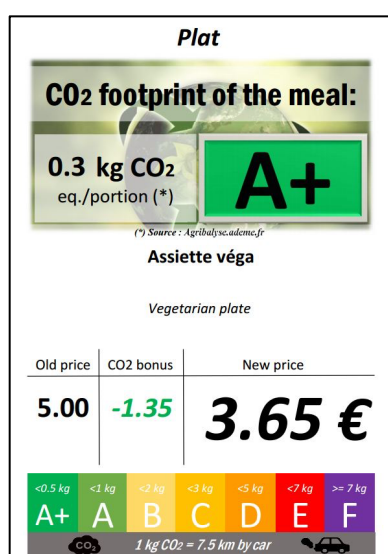 Plat
CO2 footprint of the meal:
0.3 kg CO2
eq./portion (*)
A+
(*) Source : Agribalyse.ademe.fr
Assiette véga
Vegetarian plate
Old price CO2 bonus New price
5.00 -1.35 3.65 €
<0.5 kg <1 kg <2 kg <3 kg <5 kg <7 kg >= 7 kg
A+ A B C D E F
CO2 1 kg CO2 = 7.5 km by car